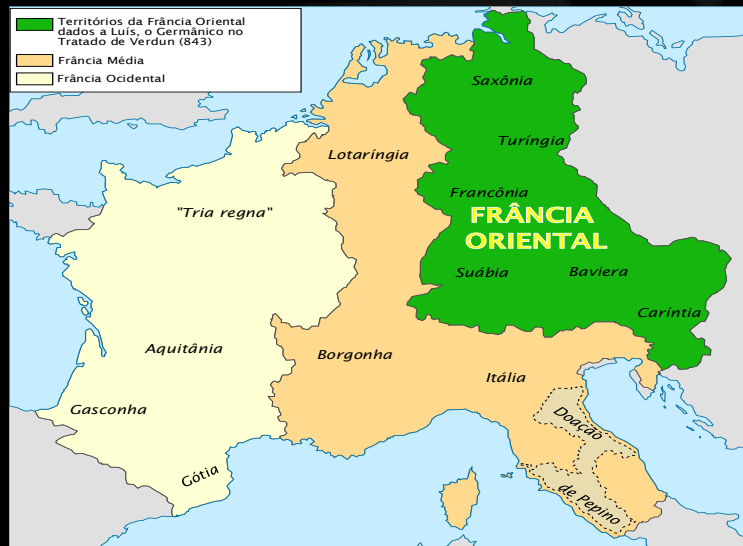 Territórios da Frância Oriental
dados a Luís, o Germânico no
Tratado de Verdun (843)
Frância Média
Frância Ocidental
Saxônia
Turíngia
Lotaríngia
Francônia
"Tria regna"
FRÂNCIA
ORIENTAL
Suábia
Baviera
Caríntia
Aquitânia
Borgonha
Itália
Gasconha
Doação
de Pepino
Gótia